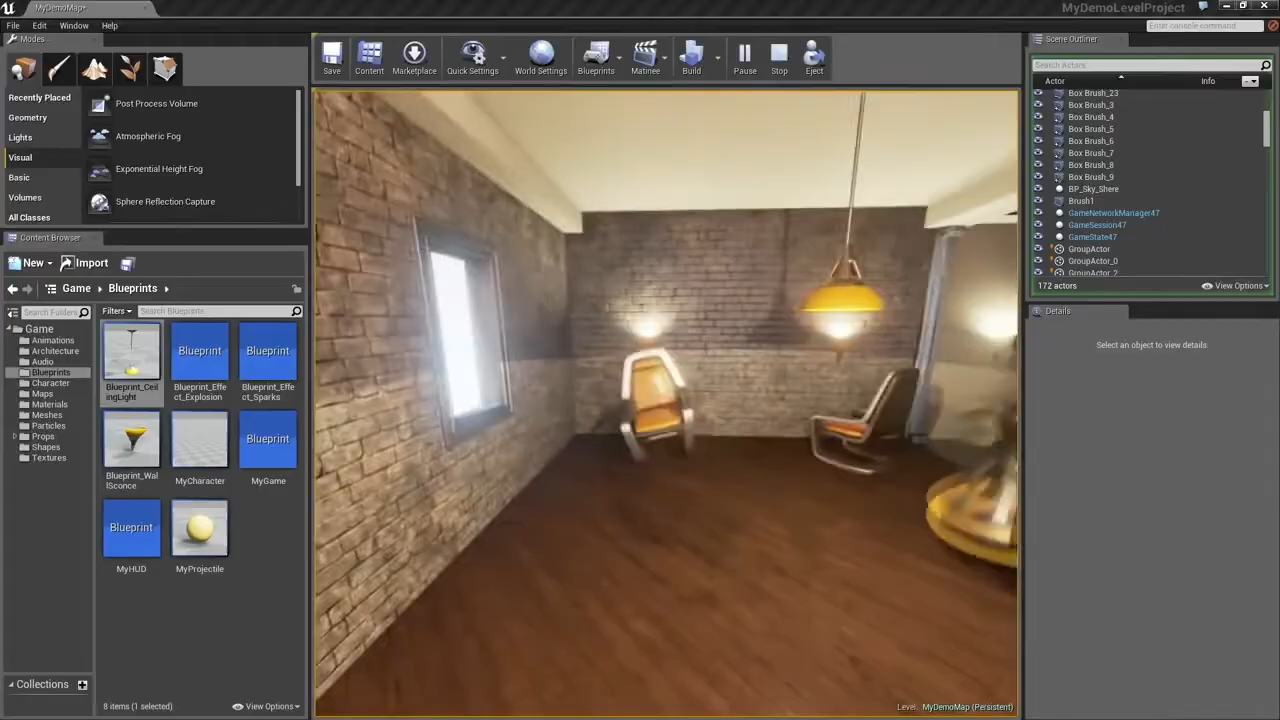 MyDemoMap*
MyDemoLevelProject
File
Edit
Window
Help
Enter console command
Modes
Save
Content
Marketplace
Quick Settings
World Settings
Blueprints
Matinee
Build
Pause
Stop
Eject
Recently Placed
Geometry
Lights
Visual
Basic
Volumes
All Classes
Post Process Volume
Atmospheric Fog
Exponential Height Fog
Sphere Reflection Capture
Content Browser
New
Import
Game
Blueprints
Search Folders
Filters
Search Blueprints
Game
Animations
Architecture
Audio
Blueprints
Character
Maps
Materials
Meshes
Particles
Props
Shapes
Textures
Blueprint_Cei
lingLight
Blueprint
Blueprint_Effe
ct_Explosion
Blueprint
Blueprint_Effe
ct_Sparks
Blueprint_Wal
lSconce
MyCharacter
Blueprint
MyGame
Blueprint
MyHUD
MyProjectile
Collections
8 items (1 selected)
View Options
Level: MyDemoMap (Persistent)
Scene Outliner
Search Actors
Actor
Info
Box Brush_23
Box Brush_3
Box Brush_4
Box Brush_5
Box Brush_6
Box Brush_7
Box Brush_8
Box Brush_9
BP_Sky_Shere
Brush1
GameNetworkManager47
GameSession47
GameState47
GroupActor
GroupActor_0
GroupActor_2
172 actors
View Options
Details
Select an object to view details.